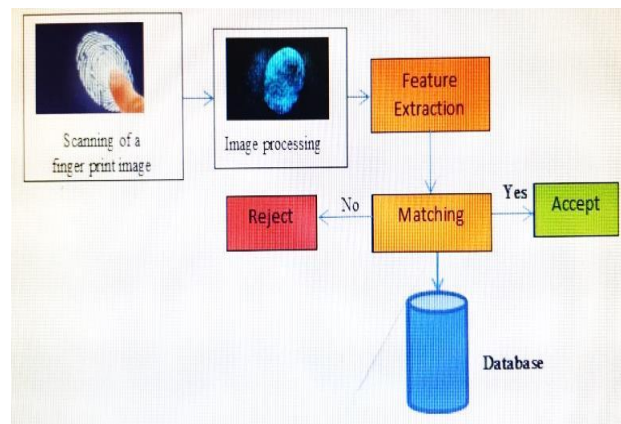 Scanning of a
finger print image
Image processing
Feature
Extraction
Reject
No
Matching
Yes
Accept
Database